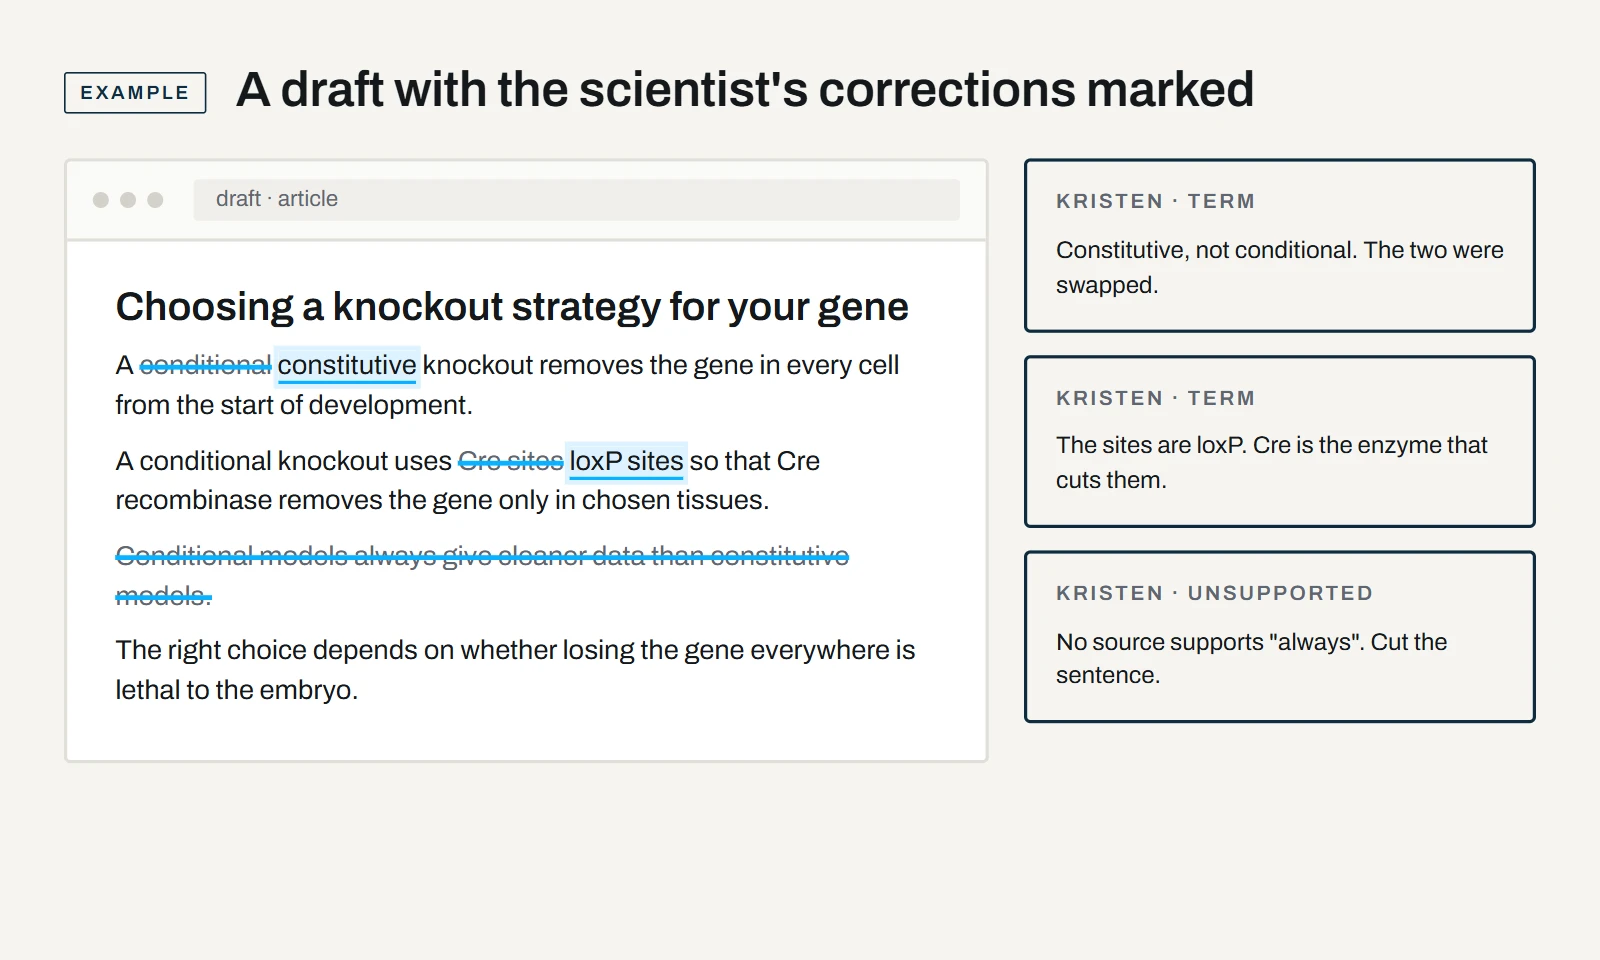 EXAMPLE
A draft with the scientist's corrections marked
draft · article
Choosing a knockout strategy for your gene
A conditional constitutive knockout removes the gene in every cell
from the start of development.
A conditional knockout uses Cre sites loxP sites so that Cre
recombinase removes the gene only in chosen tissues.
Conditional models always give cleaner data than constitutive
models.
The right choice depends on whether losing the gene everywhere is
lethal to the embryo.
KRISTEN · TERM
Constitutive, not conditional. The two were
swapped.
KRISTEN · TERM
The sites are loxP. Cre is the enzyme that
cuts them.
KRISTEN · UNSUPPORTED
No source supports "always". Cut the
sentence.